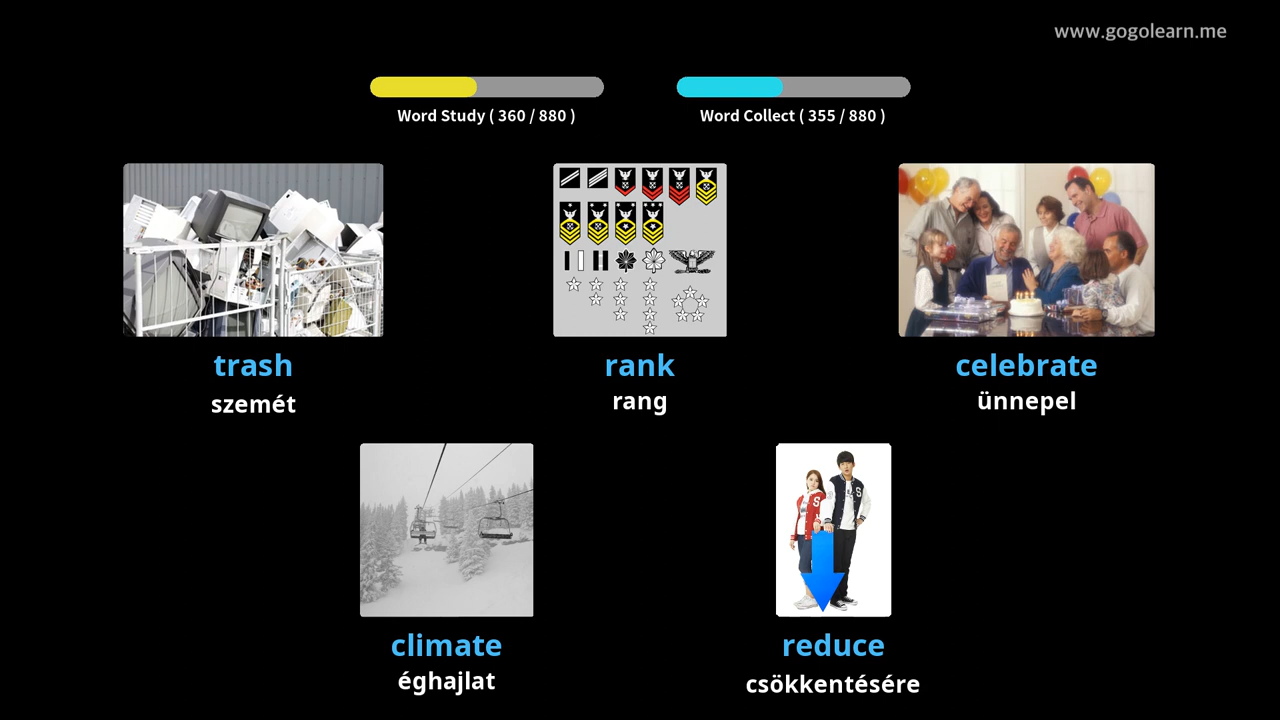 www.gogolearn.me
Word Study ( 360 / 880 )
Word Collect ( 355 / 880 )
trash
szemét
rank
rang
celebrate
ünnepel
climate
éghajlat
reduce
csökkentésére